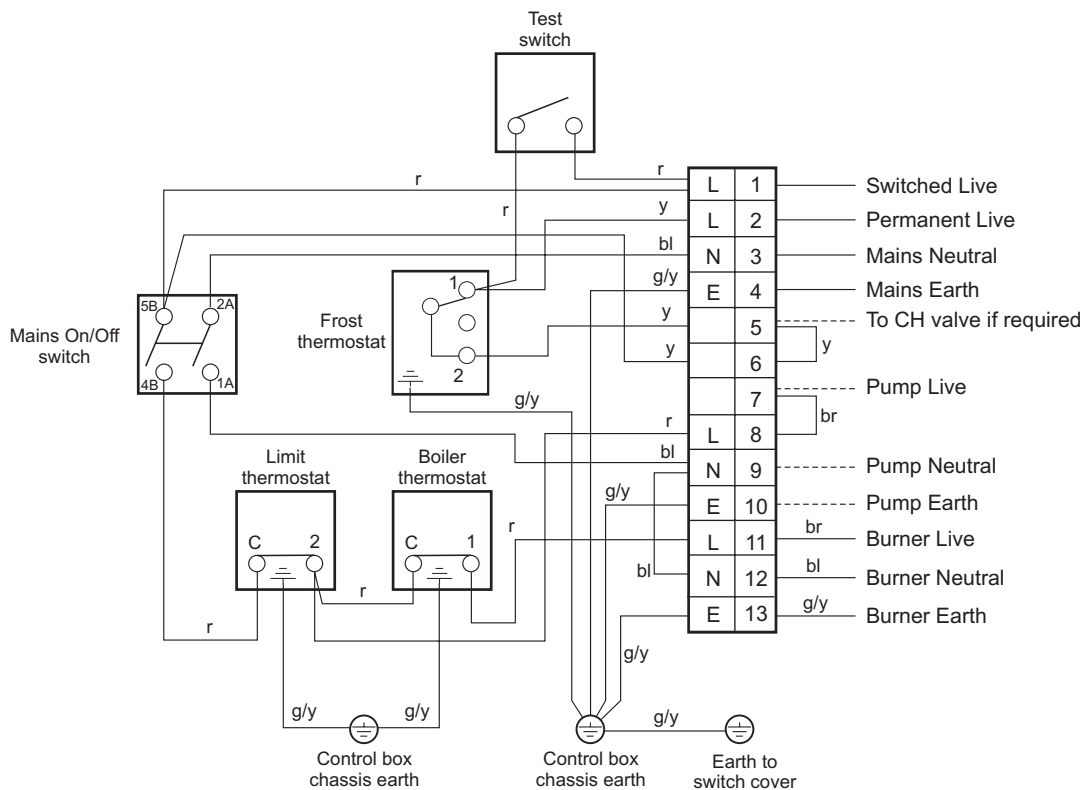 Test
switch
r
r
r
y
bl
g/y
y
y
L 1 Switched Live
L 2 Permanent Live
N 3 Mains Neutral
E 4 Mains Earth
5 To CH valve if required
y
6
7 Pump Live
br
L 8
N 9 Pump Neutral
E 10 Pump Earth
L 11 br Burner Live
N 12 bl Burner Neutral
E 13 g/y Burner Earth
Mains On/Off
switch
5B 2A
4B 1A
Frost
thermostat
1
2
g/y
r
bl
g/y
r
bl
g/y
Limit
thermostat
C 2
Boiler
thermostat
C 1
r
r
g/y
g/y
Control box
chassis earth
Control box
chassis earth
g/y
Earth to
switch cover